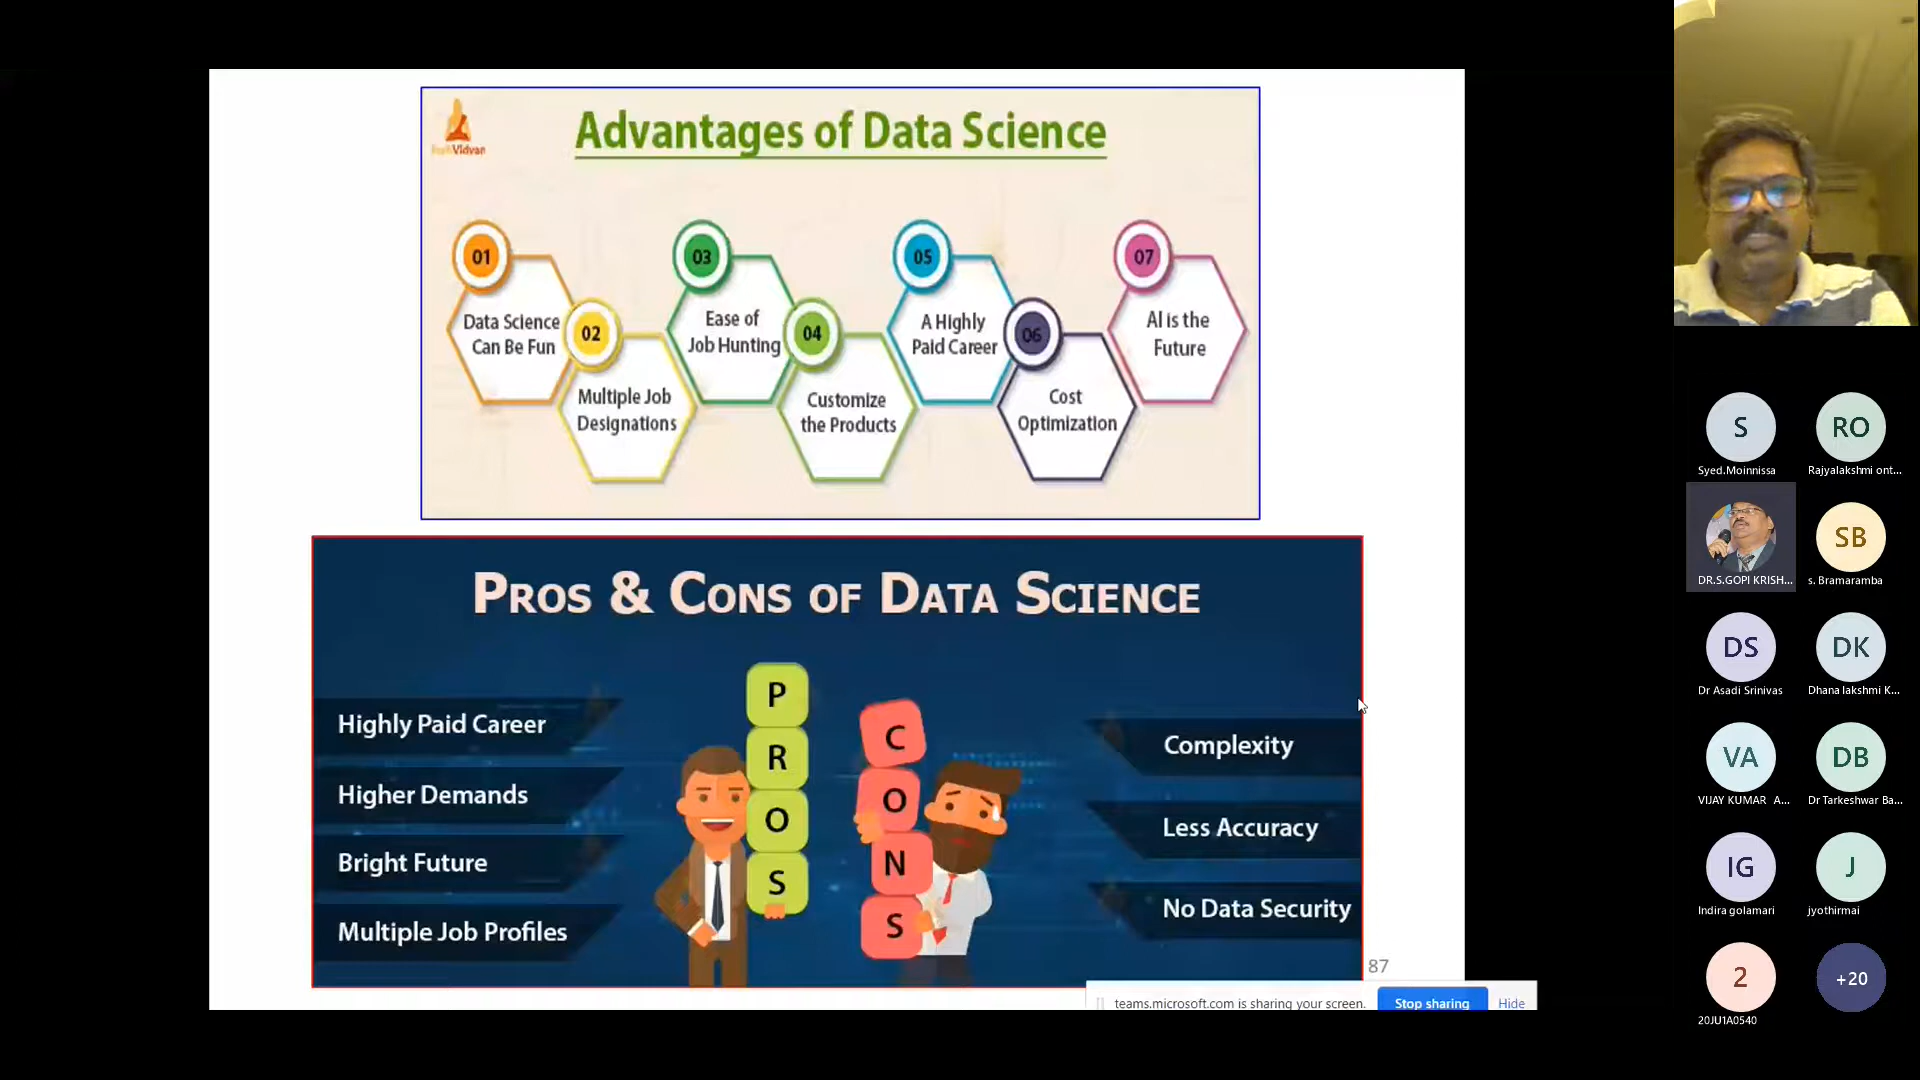 Advantages of Data Science
Vidvan
01
Data Science
Can Be Fun
02
Multiple Job
Designations
03
Ease of
Job Hunting
04
Customize
the Products
05
A Highly
Paid Career
06
Cost
Optimization
07
AI is the
Future
PROS & CONS OF DATA SCIENCE
Highly Paid Career
Higher Demands
Bright Future
Multiple Job Profiles
P
R
O
S
C
O
N
S
Complexity
Less Accuracy
No Data Security
87
teams.microsoft.com is sharing your screen.
Stop sharing
Hide
S
Syed.Moinnissa
RO
Rajyalakshmi ont...
DR.S.GOPI KRISH...
SB
s. Bramaramba
DS
Dr Asadi Srinivas
DK
Dhana lakshmi K...
VA
VIJAY KUMAR A...
DB
Dr Tarkeshwar Ba...
IG
Indira golamari
J
jyothirmai
2
20JU1A0540
+20